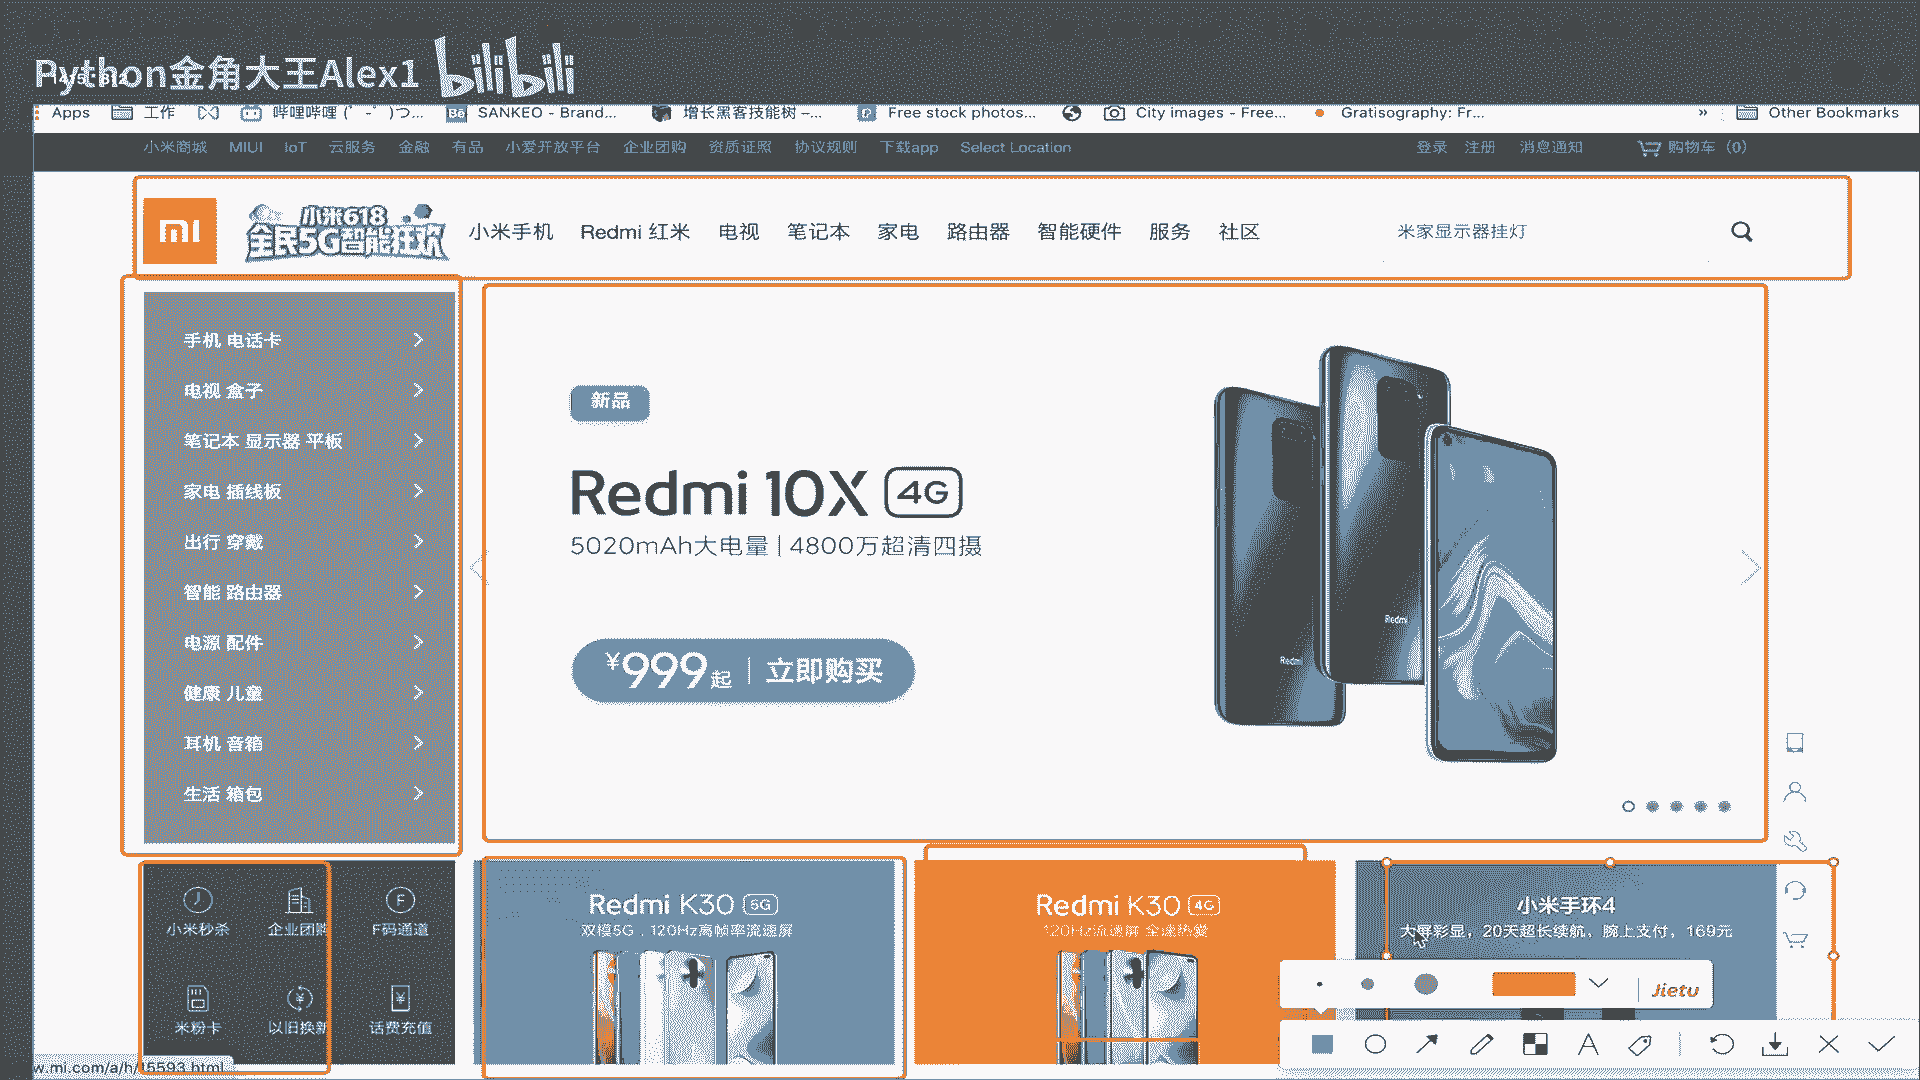 Python金角大王Alex1 bilibili
Apps 工作 哔哩哔哩 (゜-゜)つ... SANKEO - Brand... 增长黑客技能树 –... Free stock photos... City images - Free... Gratisography: Fr... » Other Bookmarks
小米商城 MIUI IoT 云服务 金融 有品 小爱开放平台 企业团购 资质证照 协议规则 下载app Select Location 登录 注册 消息通知 购物车 (0)
小米618
全民5G智能狂欢
小米手机 Redmi 红米 电视 笔记本 家电 路由器 智能硬件 服务 社区 米家显示器挂灯
手机 电话卡
电视 盒子
笔记本 显示器 平板
家电 插线板
出行 穿戴
智能 路由器
电源 配件
健康 儿童
耳机 音箱
生活 箱包
新品
Redmi 10X 4G
5020mAh大电量 | 4800万超清四摄
¥999起 | 立即购买
Redmi
Redmi
小米秒杀 企业团购 F码通道
米粉卡 以旧换新 话费充值
Redmi K30 5G
双模5G，120Hz高帧率流速屏
Redmi K30 4G
120Hz流速屏 全速热爱
小米手环4
大屏彩显，20天超长续航，腕上支付，169元
Jietu
w.mi.com/a/h/15593.html